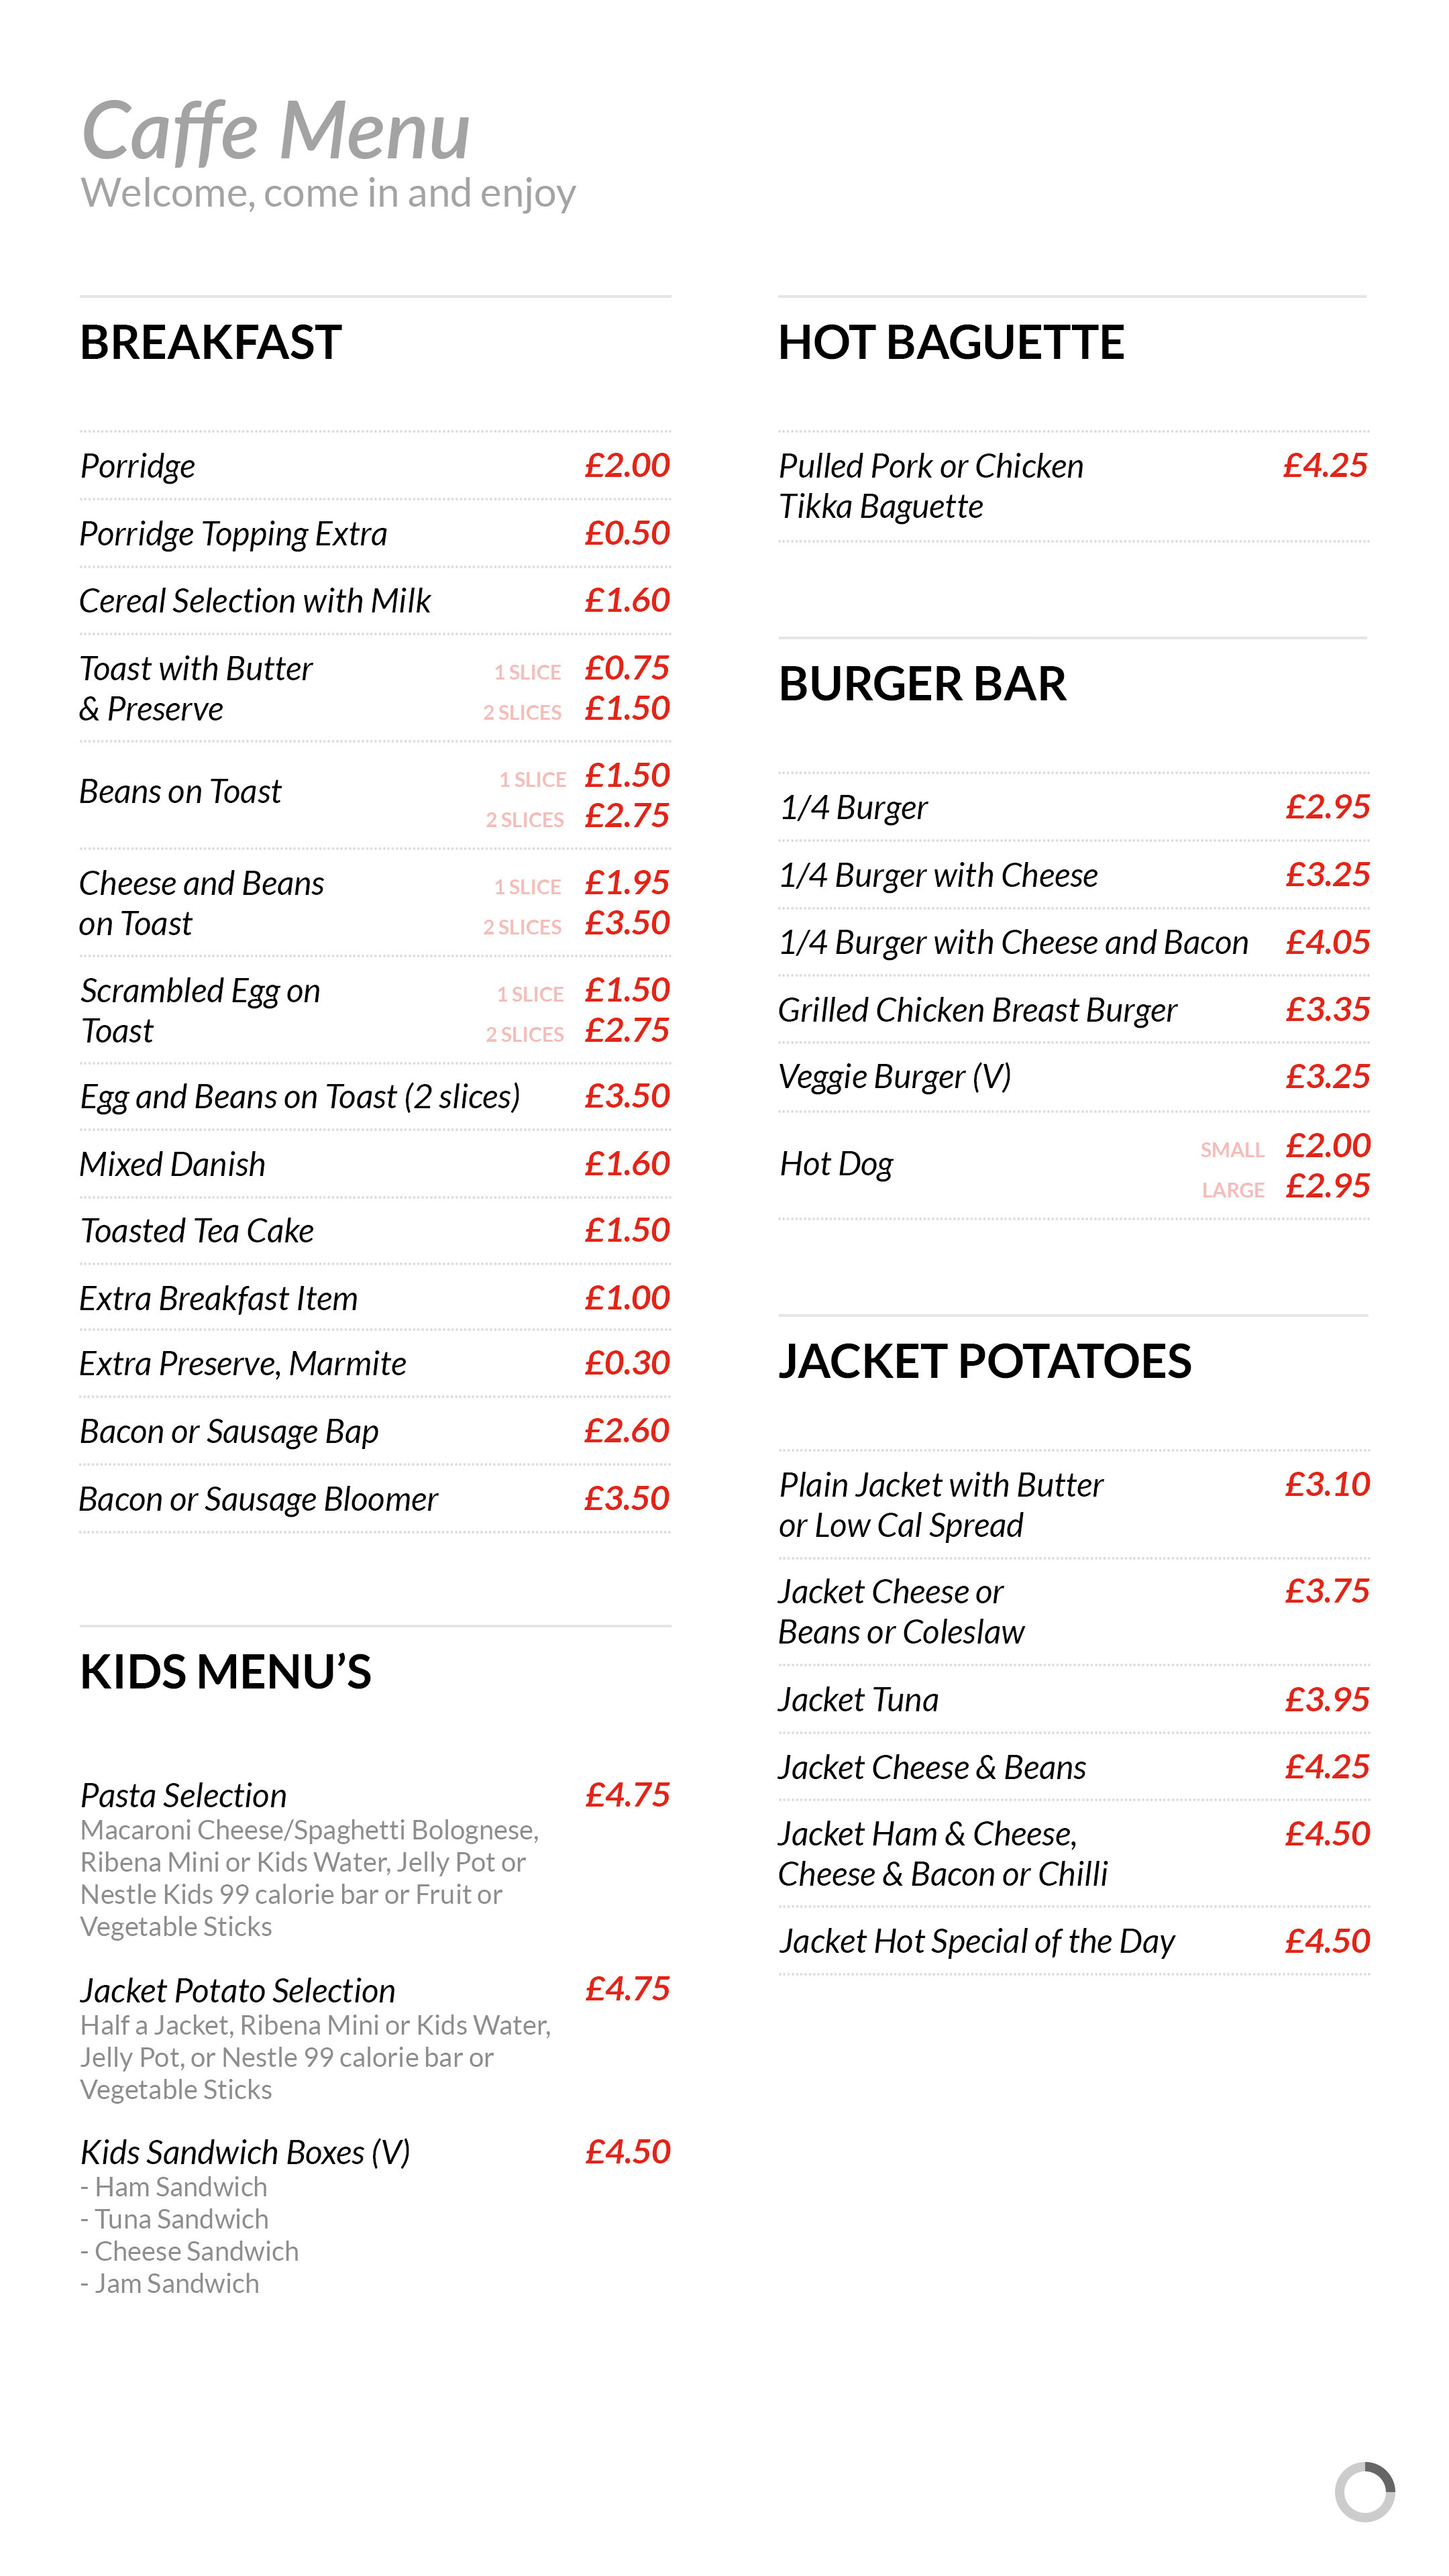 Caffe Menu
Welcome, come in and enjoy
BREAKFAST
Porridge £2.00
Porridge Topping Extra £0.50
Cereal Selection with Milk £1.60
Toast with Butter 1 SLICE £0.75
& Preserve 2 SLICES £1.50
Beans on Toast
1 SLICE £1.50
2 SLICES £2.75
Cheese and Beans 1 SLICE £1.95
on Toast 2 SLICES £3.50
Scrambled Egg on 1 SLICE £1.50
Toast 2 SLICES £2.75
Egg and Beans on Toast (2 slices) £3.50
Mixed Danish £1.60
Toasted Tea Cake £1.50
Extra Breakfast Item £1.00
Extra Preserve, Marmite £0.30
Bacon or Sausage Bap £2.60
Bacon or Sausage Bloomer £3.50
KIDS MENU’S
Pasta Selection £4.75
Macaroni Cheese/Spaghetti Bolognese,
Ribena Mini or Kids Water, Jelly Pot or
Nestle Kids 99 calorie bar or Fruit or
Vegetable Sticks
Jacket Potato Selection £4.75
Half a Jacket, Ribena Mini or Kids Water,
Jelly Pot, or Nestle 99 calorie bar or
Vegetable Sticks
Kids Sandwich Boxes (V) £4.50
- Ham Sandwich
- Tuna Sandwich
- Cheese Sandwich
- Jam Sandwich
HOT BAGUETTE
Pulled Pork or Chicken £4.25
Tikka Baguette
BURGER BAR
1/4 Burger £2.95
1/4 Burger with Cheese £3.25
1/4 Burger with Cheese and Bacon £4.05
Grilled Chicken Breast Burger £3.35
Veggie Burger (V) £3.25
Hot Dog
SMALL £2.00
LARGE £2.95
JACKET POTATOES
Plain Jacket with Butter £3.10
or Low Cal Spread
Jacket Cheese or £3.75
Beans or Coleslaw
Jacket Tuna £3.95
Jacket Cheese & Beans £4.25
Jacket Ham & Cheese, £4.50
Cheese & Bacon or Chilli
Jacket Hot Special of the Day £4.50